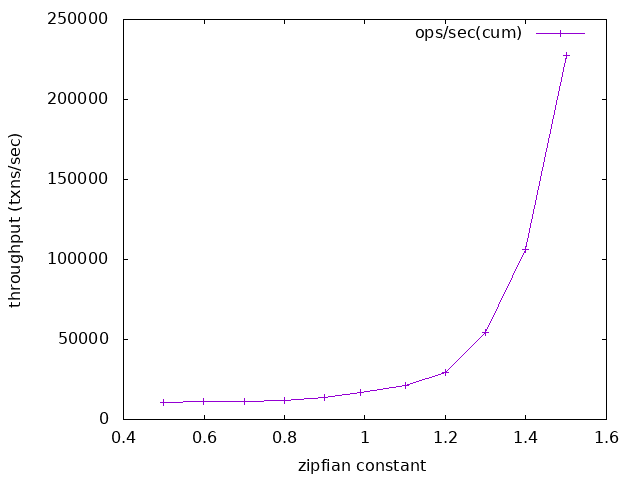 250000
200000
150000
100000
50000
0
0.4 0.6 0.8 1 1.2 1.4 1.6
throughput (txns/sec)
zipfian constant
ops/sec(cum)